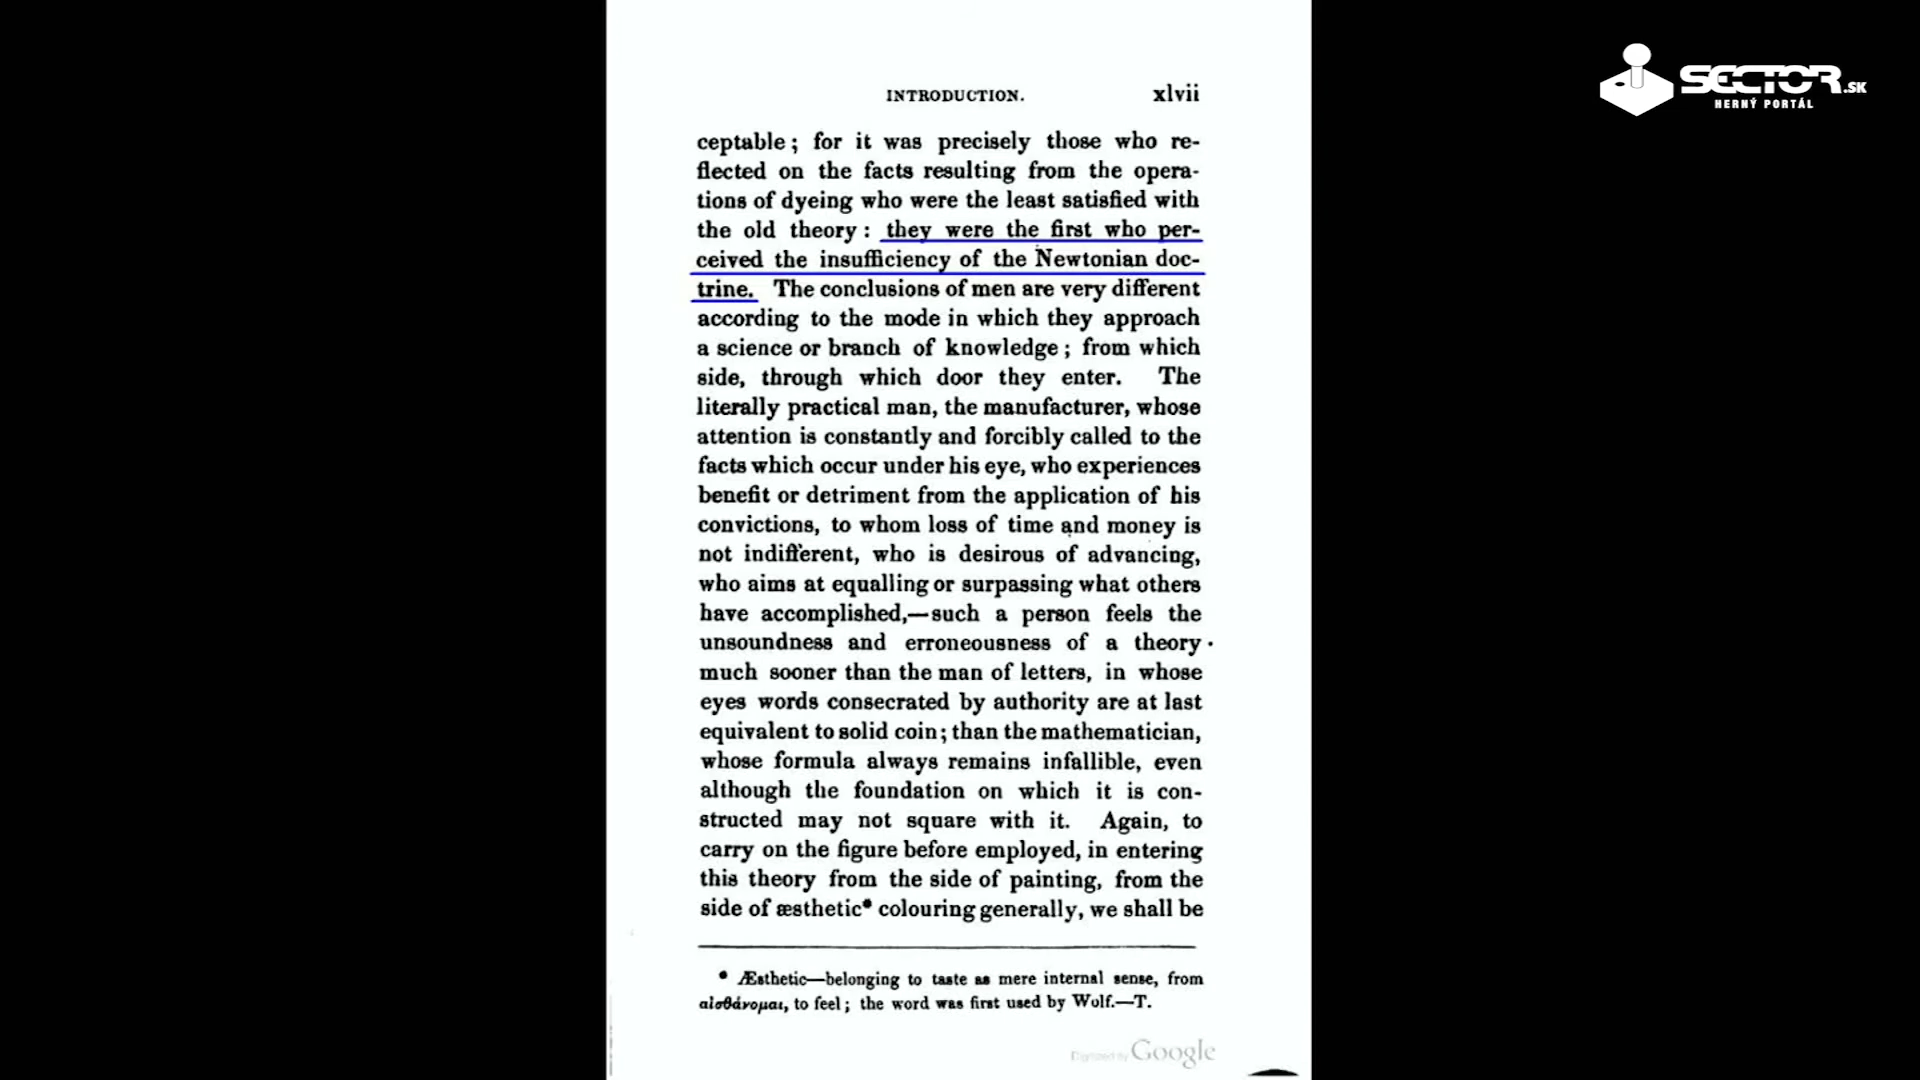 SECTOR.SK
HERNÝ PORTÁL
INTRODUCTION. xlvii
ceptable; for it was precisely those who re-
flected on the facts resulting from the opera-
tions of dyeing who were the least satisfied with
the old theory: they were the first who per-
ceived the insufficiency of the Newtonian doc-
trine. The conclusions of men are very different
according to the mode in which they approach
a science or branch of knowledge; from which
side, through which door they enter. The
literally practical man, the manufacturer, whose
attention is constantly and forcibly called to the
facts which occur under his eye, who experiences
benefit or detriment from the application of his
convictions, to whom loss of time and money is
not indifferent, who is desirous of advancing,
who aims at equalling or surpassing what others
have accomplished,—such a person feels the
unsoundness and erroneousness of a theory
much sooner than the man of letters, in whose
eyes words consecrated by authority are at last
equivalent to solid coin; than the mathematician,
whose formula always remains infallible, even
although the foundation on which it is con-
structed may not square with it. Again, to
carry on the figure before employed, in entering
this theory from the side of painting, from the
side of æsthetic* colouring generally, we shall be
* Æsthetic—belonging to taste as mere internal sense, from
αἰσθάνομαι, to feel; the word was first used by Wolf.—T.
Digitized by Google